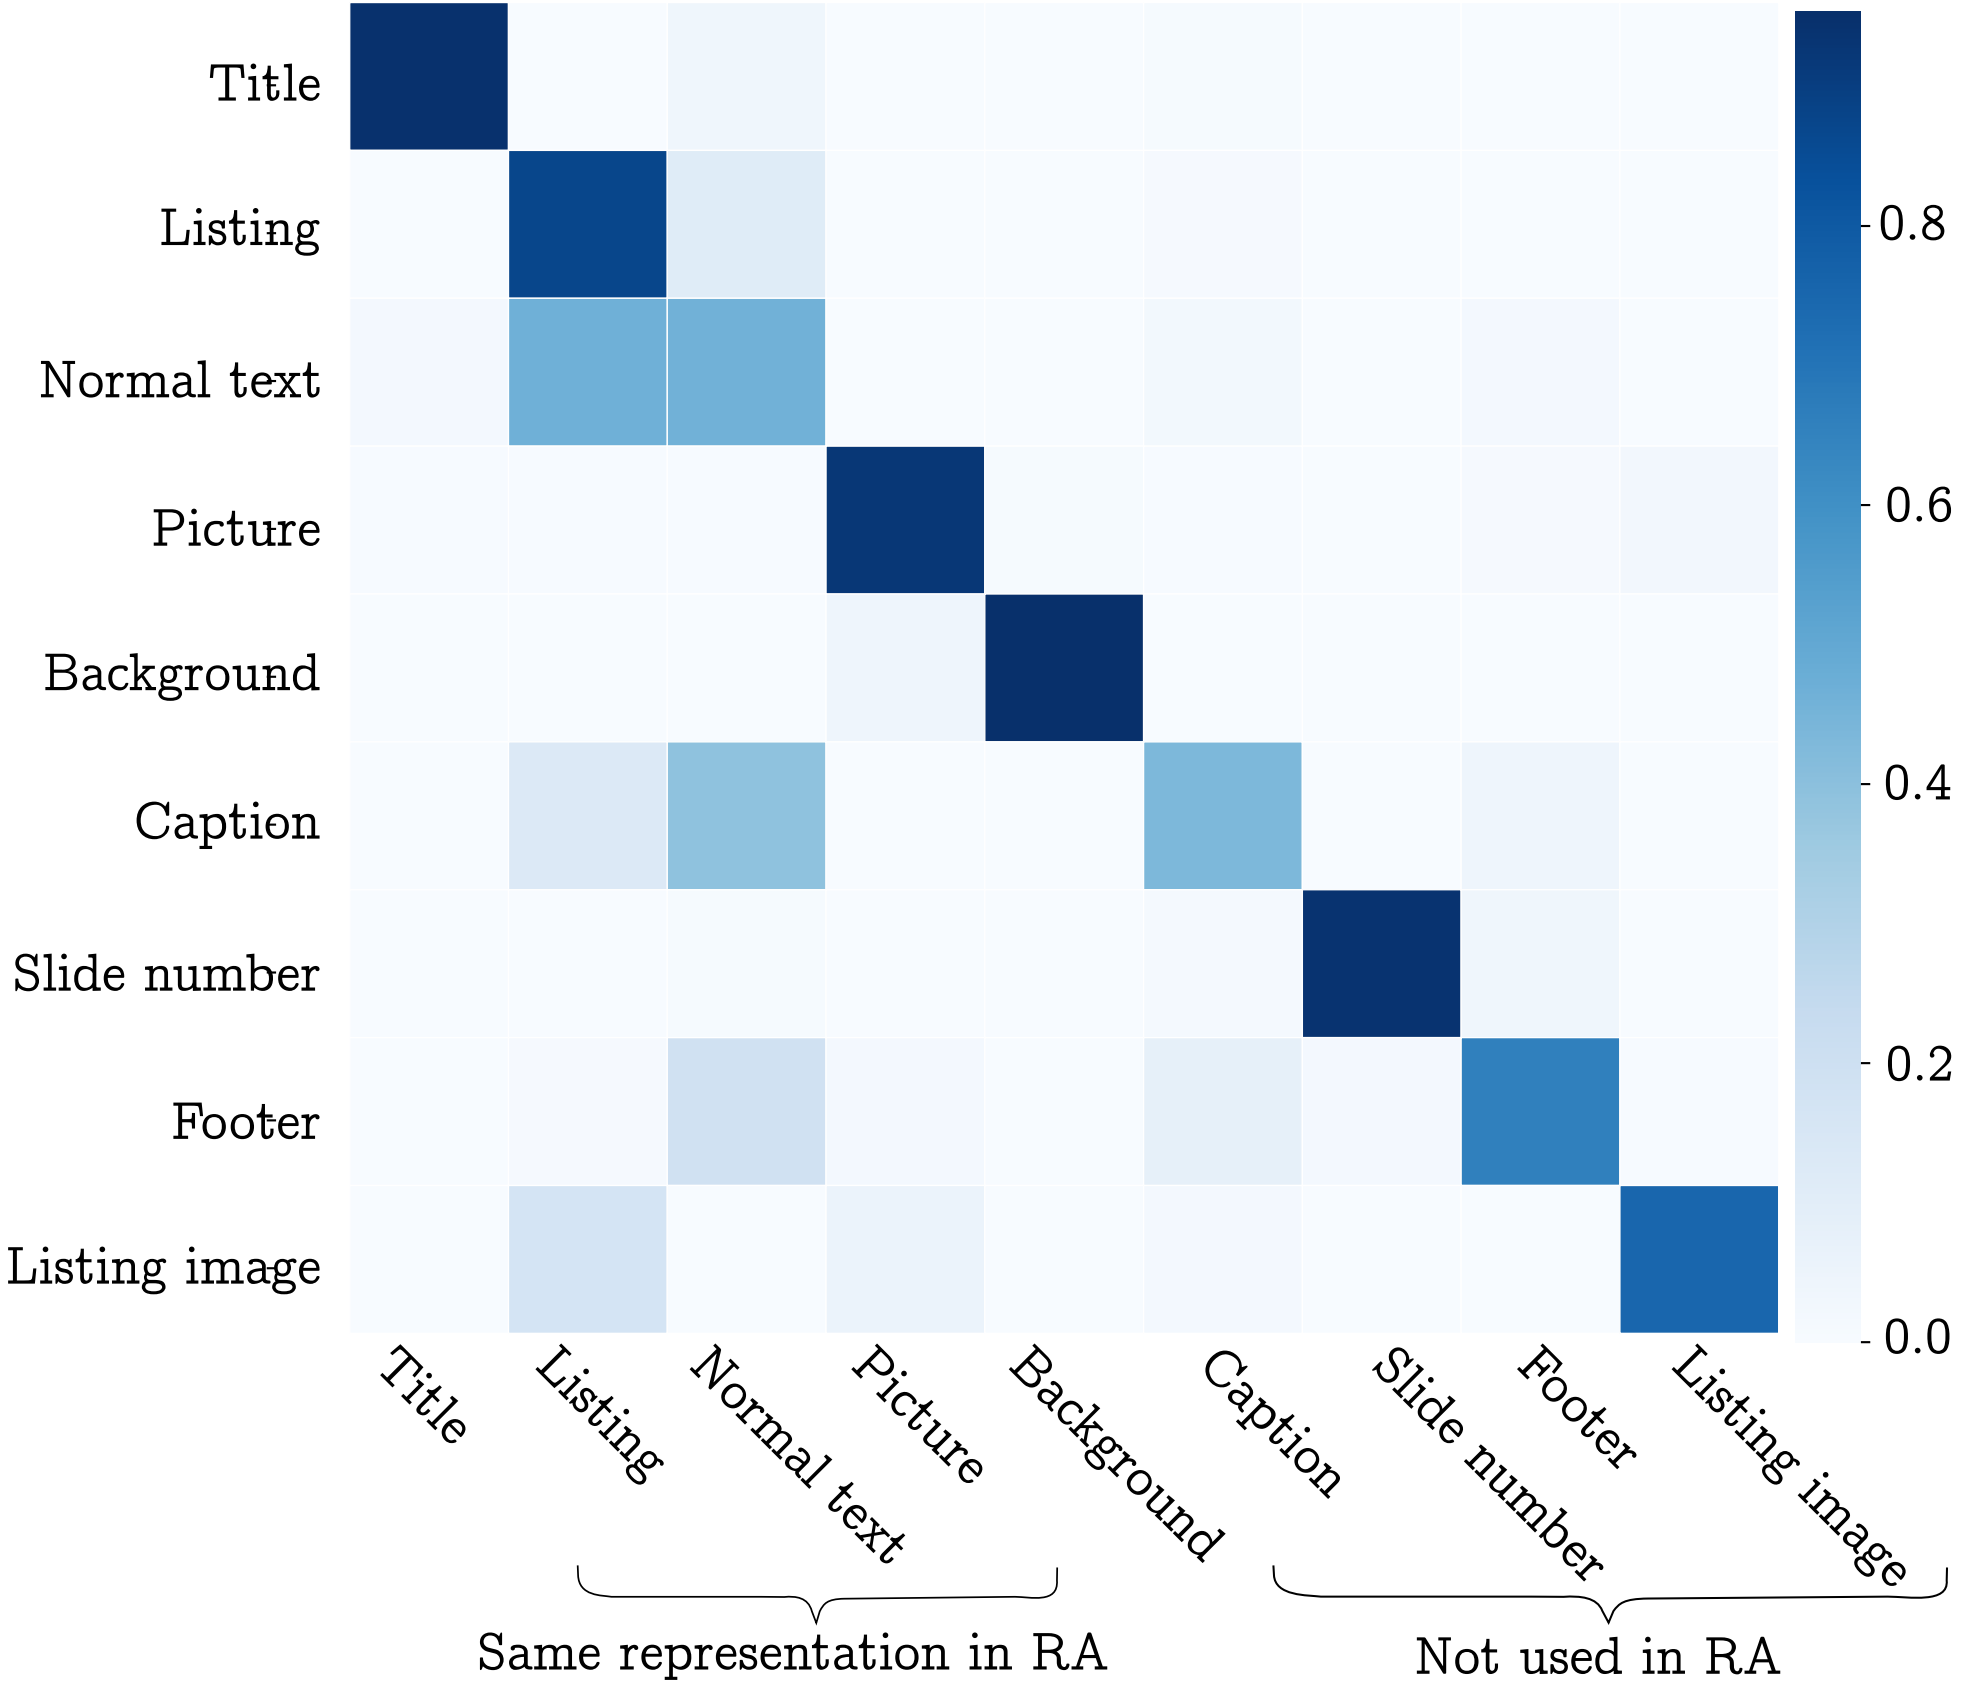 Title
Listing
Normal text
Picture
Background
Caption
Slide number
Footer
Listing image
0.8
0.6
0.4
0.2
0.0
Title
Listing
Normal text
Picture
Background
Caption
Slide number
Footer
Listing image
Same representation in RA
Not used in RA